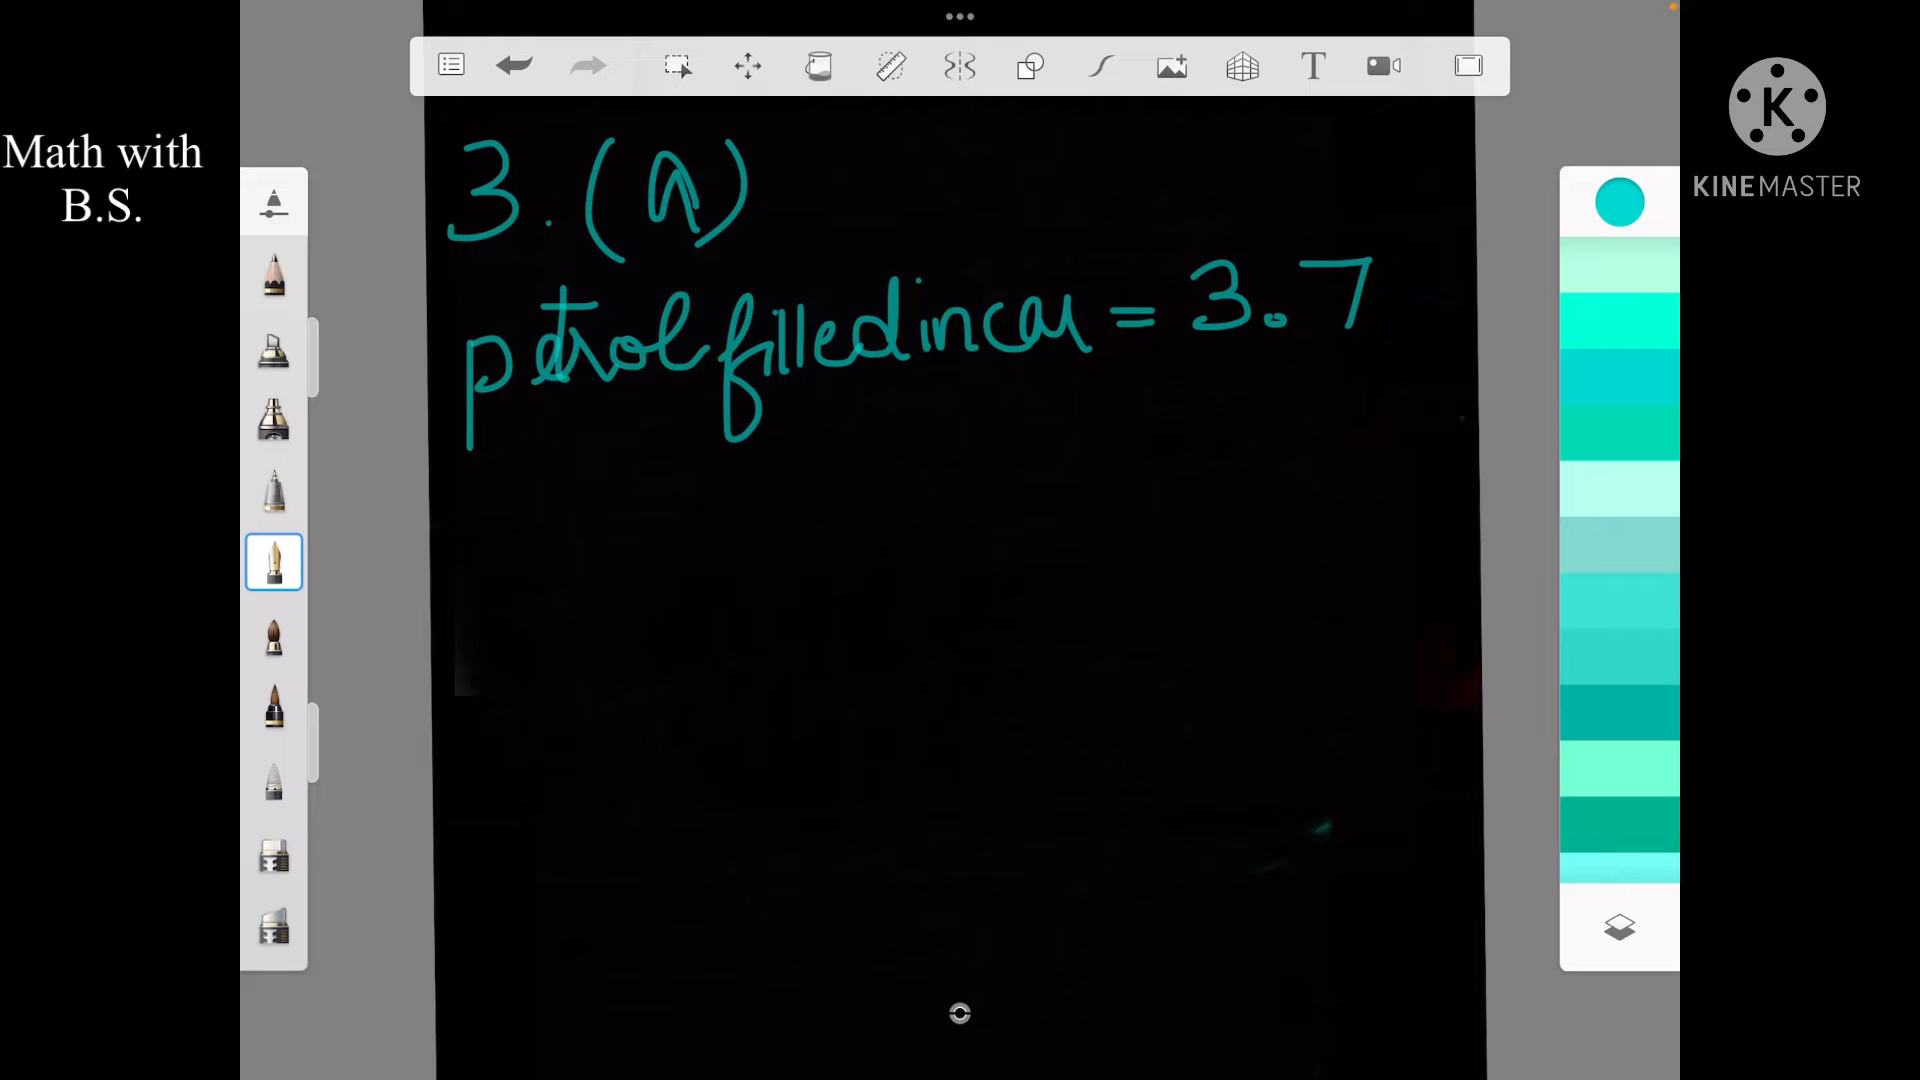 Math with
B.S.
3. (A)
petrol filled in car = 3.7
T
K
KINEMASTER